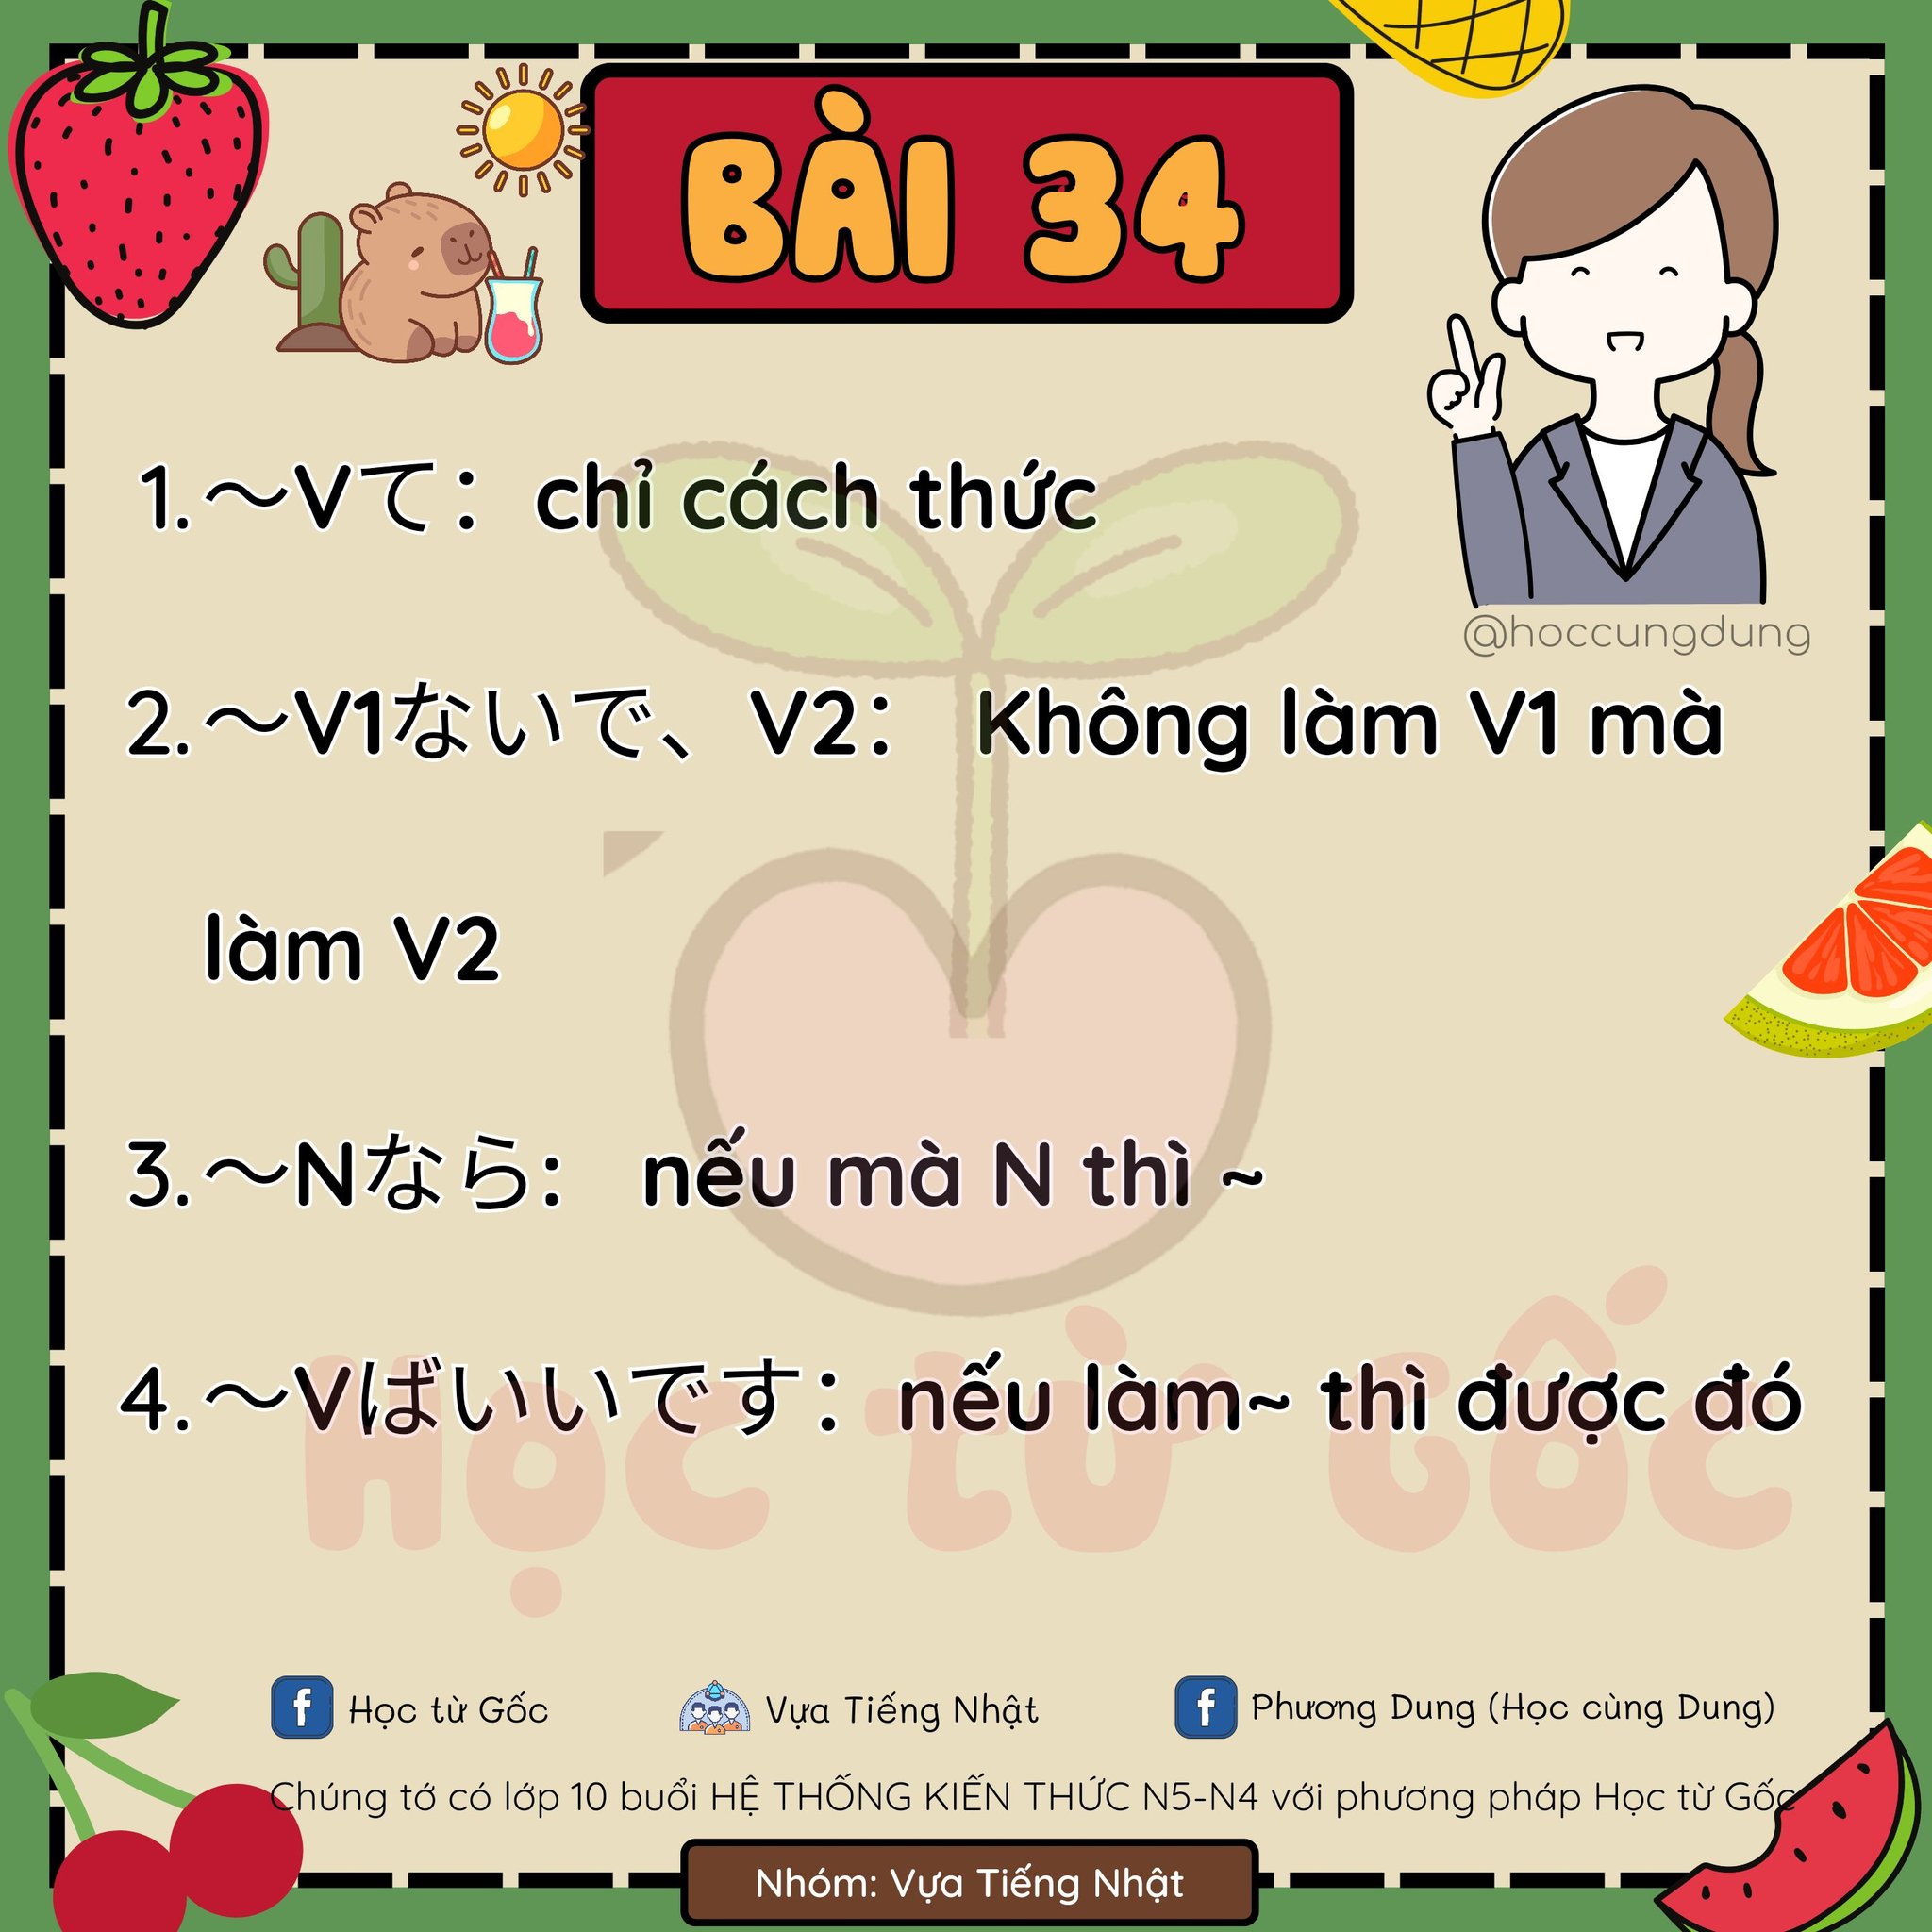 BÀI 34
1. ～Vて： chỉ cách thức
@hoccungdung
2. ～V1ないで、 V2： Không làm V1 mà
làm V2
3. ～Nなら: nếu mà N thì ~
4. ～Vばいいです： nếu làm~ thì được đó
Học từ Gốc
Học từ Gốc
Vựa Tiếng Nhật
Phương Dung (Học cùng Dung)
Chúng tớ có lớp 10 buổi HỆ THỐNG KIẾN THỨC N5-N4 với phương pháp Học từ Gốc
Nhóm: Vựa Tiếng Nhật